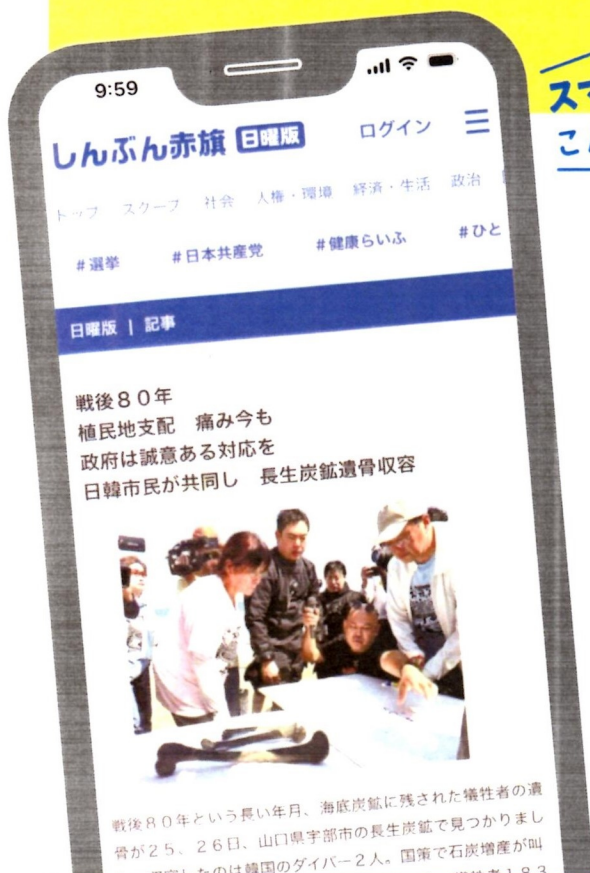 スマ
こん
9:59
しんぶん赤旗 日曜版 ログイン
トップ スクープ 社会 人権・環境 経済・生活 政治
#選挙 #日本共産党 #健康らいふ #ひと
日曜版 | 記事
戦後80年
植民地支配 痛み今も
政府は誠意ある対応を
日韓市民が共同し 長生炭鉱遺骨収容
戦後80年という長い年月、海底炭鉱に残された犠牲者の遺
骨が25、26日、山口県宇部市の長生炭鉱で見つかりまし
したのは韓国のダイバー2人。国策で石炭増産が叫
183